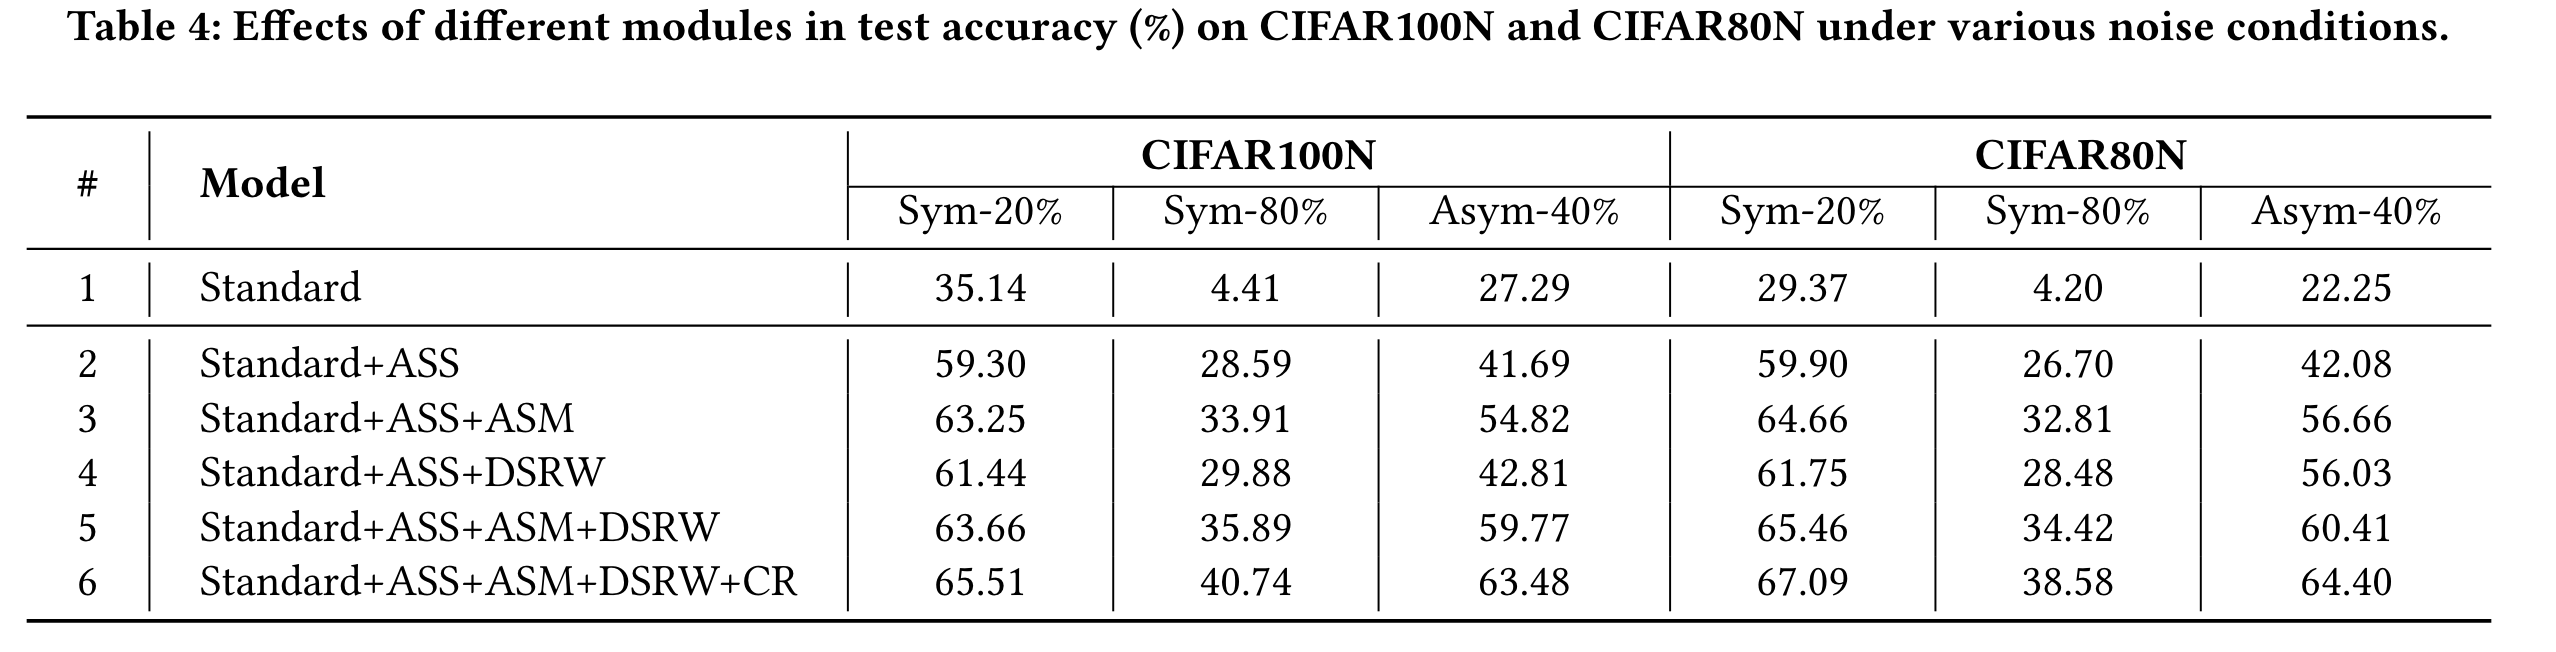 Table 4: Effects of different modules in test accuracy (%) on CIFAR100N and CIFAR80N under various noise conditions.
# Model CIFAR100N CIFAR80N
Sym-20% Sym-80% Asym-40% Sym-20% Sym-80% Asym-40%
1 Standard 35.14 4.41 27.29 29.37 4.20 22.25
2 Standard+ASS 59.30 28.59 41.69 59.90 26.70 42.08
3 Standard+ASS+ASM 63.25 33.91 54.82 64.66 32.81 56.66
4 Standard+ASS+DSRW 61.44 29.88 42.81 61.75 28.48 56.03
5 Standard+ASS+ASM+DSRW 63.66 35.89 59.77 65.46 34.42 60.41
6 Standard+ASS+ASM+DSRW+CR 65.51 40.74 63.48 67.09 38.58 64.40